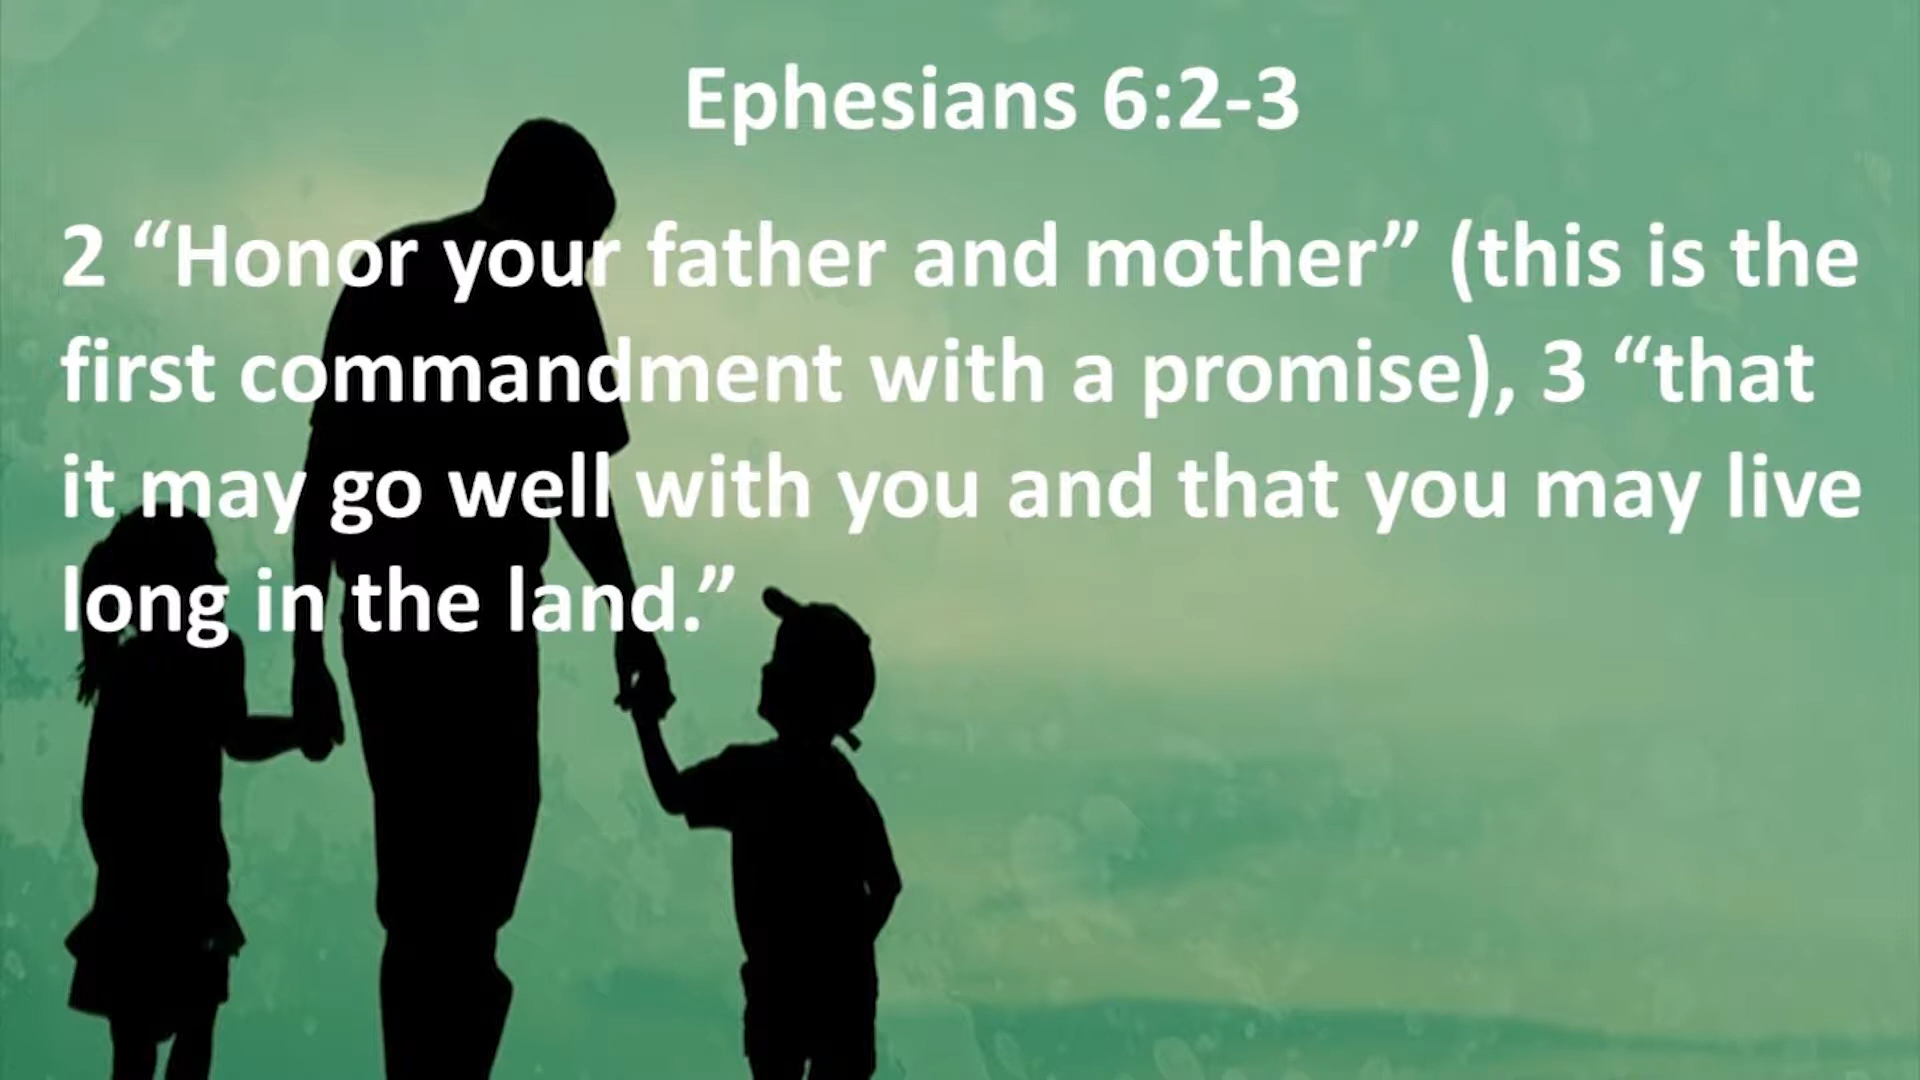 Ephesians 6:2-3
2 “Honor your father and mother” (this is the
first commandment with a promise), 3 “that
it may go well with you and that you may live
long in the land.”